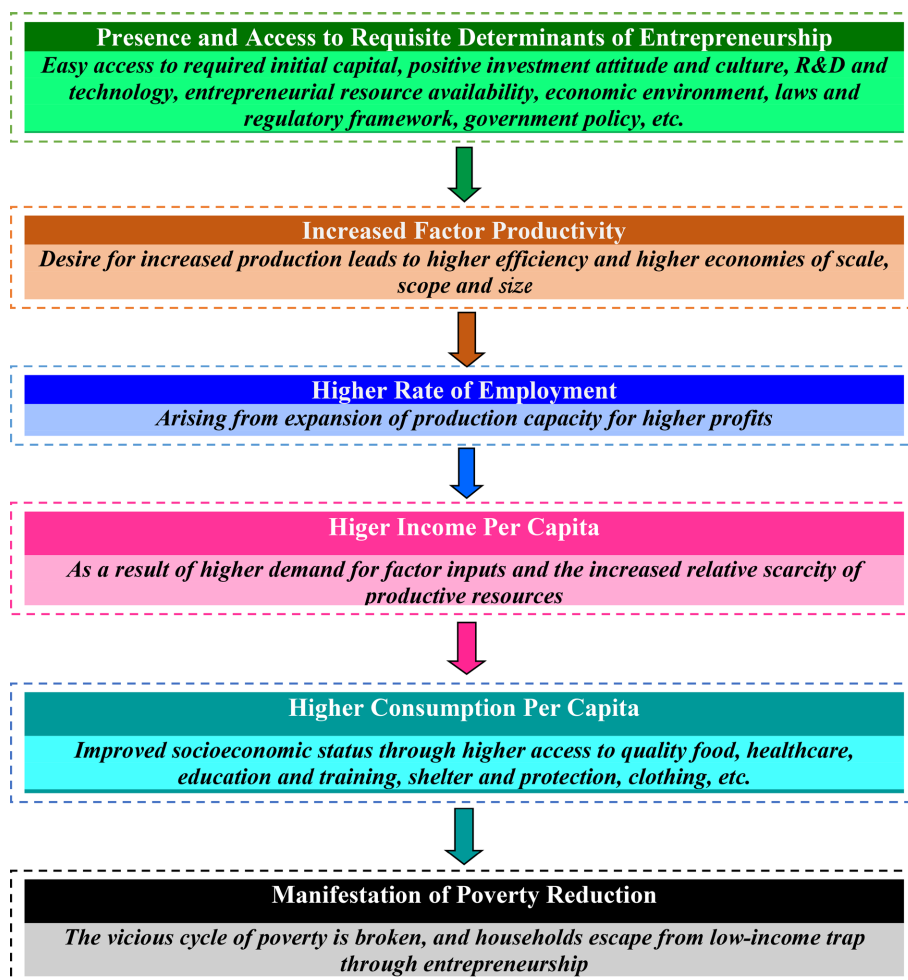 Presence and Access to Requisite Determinants of Entrepreneurship
Easy access to required initial capital, positive investment attitude and culture, R&D and
technology, entrepreneurial resource availability, economic environment, laws and
regulatory framework, government policy, etc.
Increased Factor Productivity
Desire for increased production leads to higher efficiency and higher economies of scale,
scope and size
Higher Rate of Employment
Arising from expansion of production capacity for higher profits
Higer Income Per Capita
As a result of higher demand for factor inputs and the increased relative scarcity of
productive resources
Higher Consumption Per Capita
Improved socioeconomic status through higher access to quality food, healthcare,
education and training, shelter and protection, clothing, etc.
Manifestation of Poverty Reduction
The vicious cycle of poverty is broken, and households escape from low-income trap
through entrepreneurship